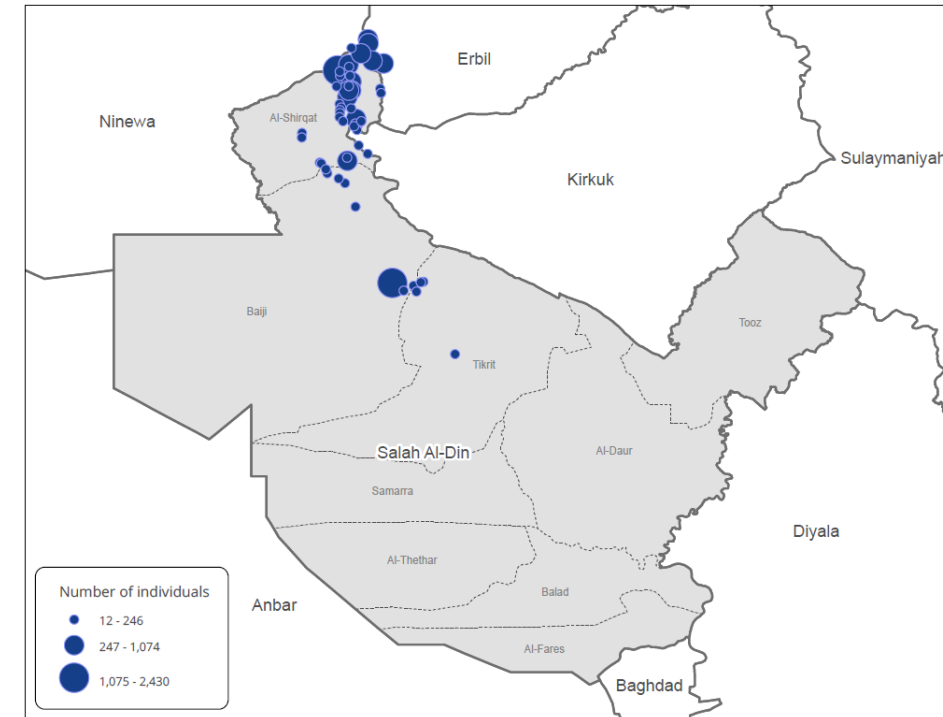 Erbil
Ninewa
Al-Shirqat
Sulaymaniyah
Kirkuk
Baiji
Tooz
Tikrit
Salah Al-Din
Al-Daur
Samarra
Diyala
Al-Thethar
Balad
Anbar
Al-Fares
Baghdad
Number of individuals
12 - 246
247 - 1,074
1,075 - 2,430